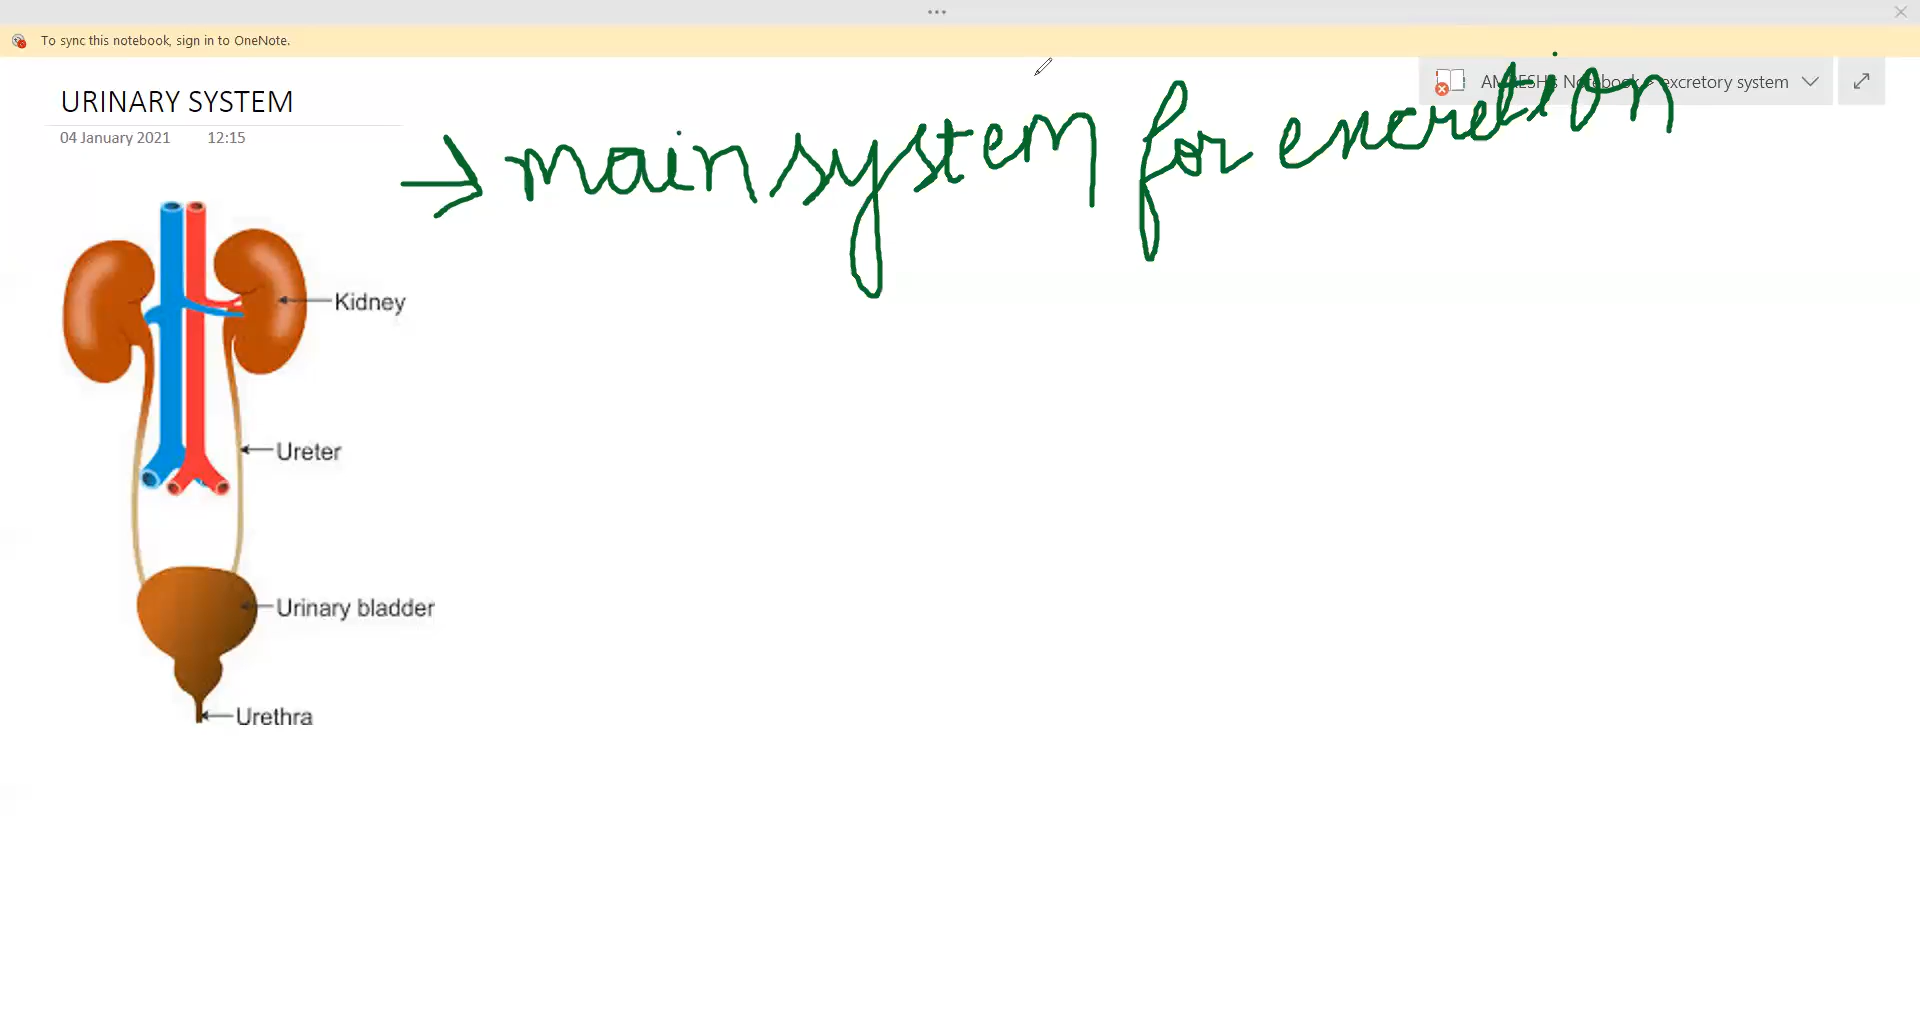 To sync this notebook, sign in to OneNote.
excretory system
URINARY SYSTEM
04 January 2021 12:15
→ main system for excretion
Kidney
Ureter
Urinary bladder
Urethra